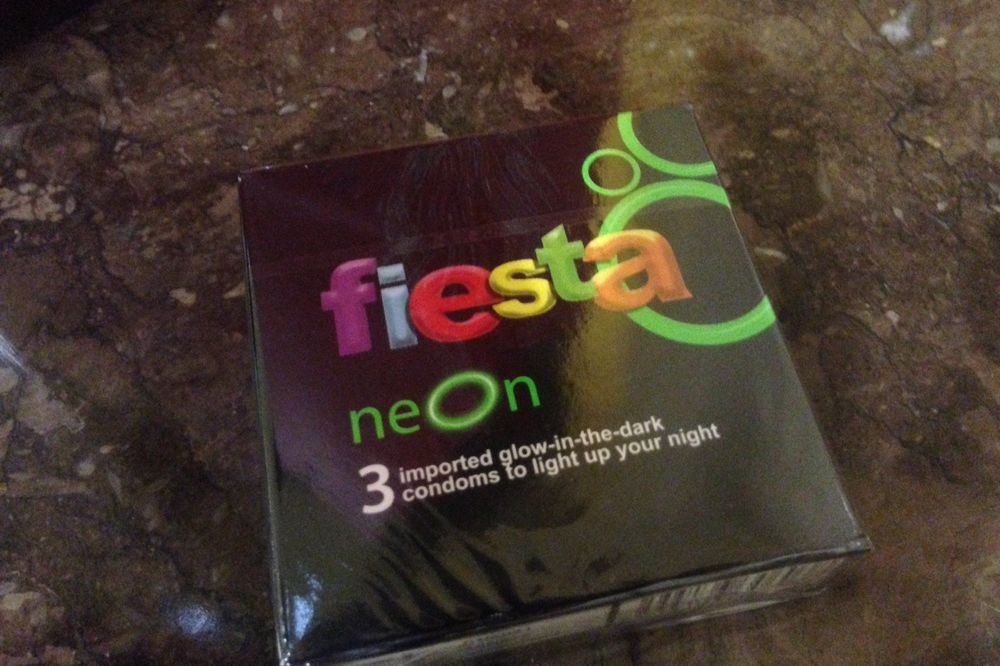 fiesta
neon
3 imported glow-in-the-dark
condoms to light up your night